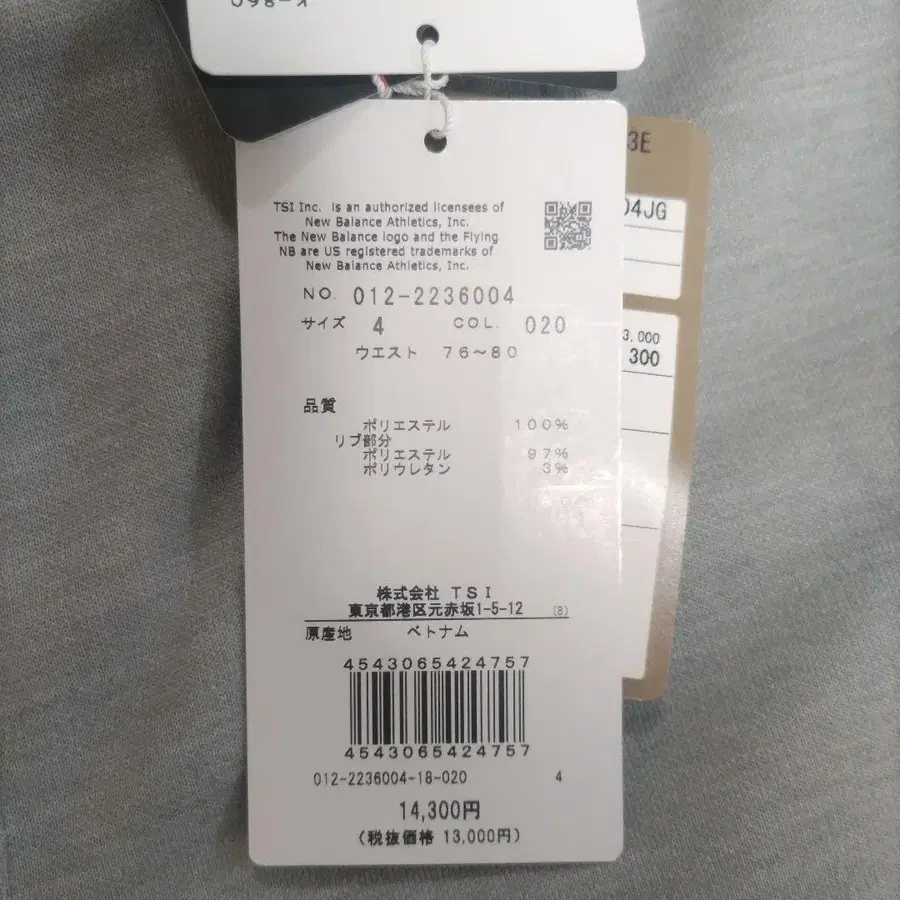 K-86C
3E
04JG
3,000
300
TSI Inc. is an authorized licensees of
New Balance Athletics, Inc.
The New Balance logo and the Flying
NB are US registered trademarks of
New Balance Athletics, Inc.
NO. 012-2236004
サイズ 4 COL. 020
ウエスト 76～80
品質
ポリエステル 100%
リブ部分
ポリエステル 97%
ポリウレタン 3%
株式会社 TSI
東京都港区元赤坂1-5-12 (B)
原産地 ベトナム
4543065424757
4543065424757
012-2236004-18-020 4
14,300円
(税抜価格 13,000円)